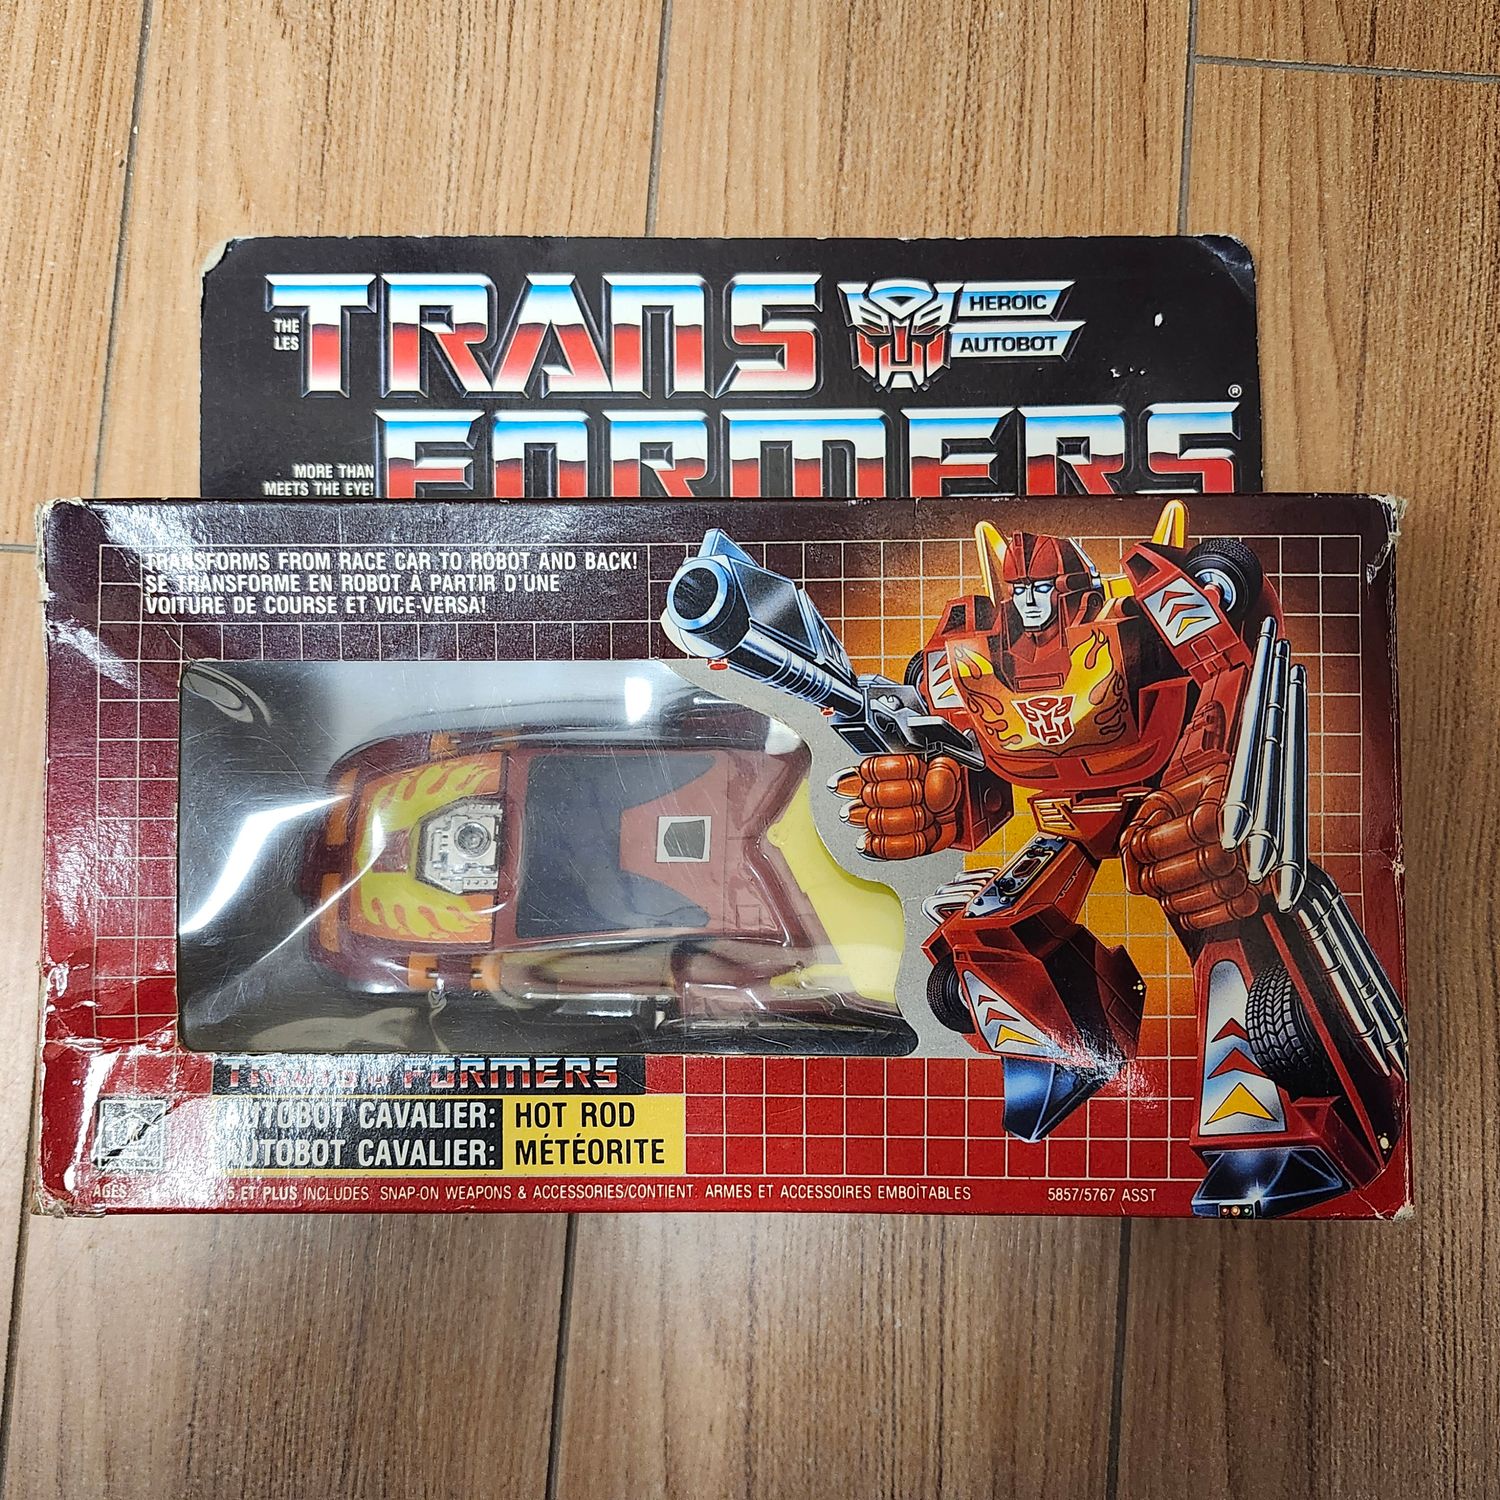 THE
LES
TRANS
HEROIC
AUTOBOT
FORMERS
®
MORE THAN
MEETS THE EYE!
TRANSFORMS FROM RACE CAR TO ROBOT AND BACK!
SE TRANSFORME EN ROBOT À PARTIR D'UNE
VOITURE DE COURSE ET VICE-VERSA!
TRANSFORMERS
AUTOBOT CAVALIER: HOT ROD
AUTOBOT CAVALIER: MÉTÉORITE
AGES 5 ET PLUS INCLUDES: SNAP-ON WEAPONS & ACCESSORIES/CONTIENT: ARMES ET ACCESSOIRES EMBOÎTABLES 5857/5767 ASST